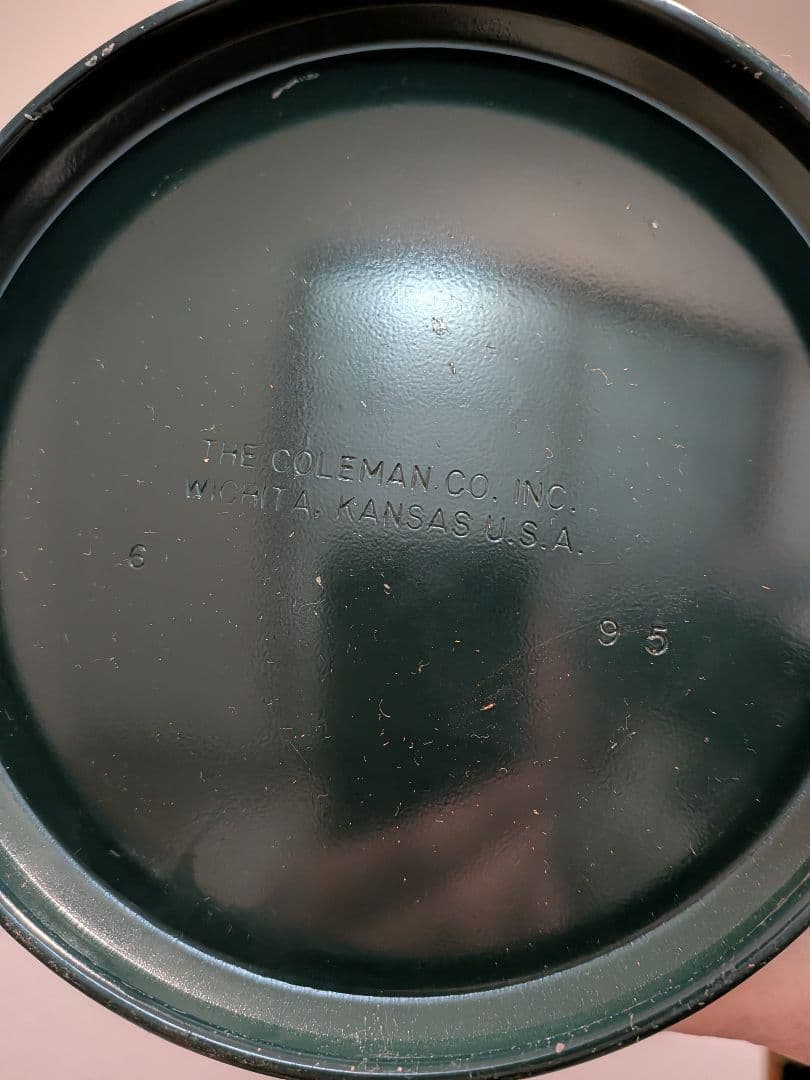 THE COLEMAN CO. INC.
WICHITA, KANSAS U.S.A.
6
9 5